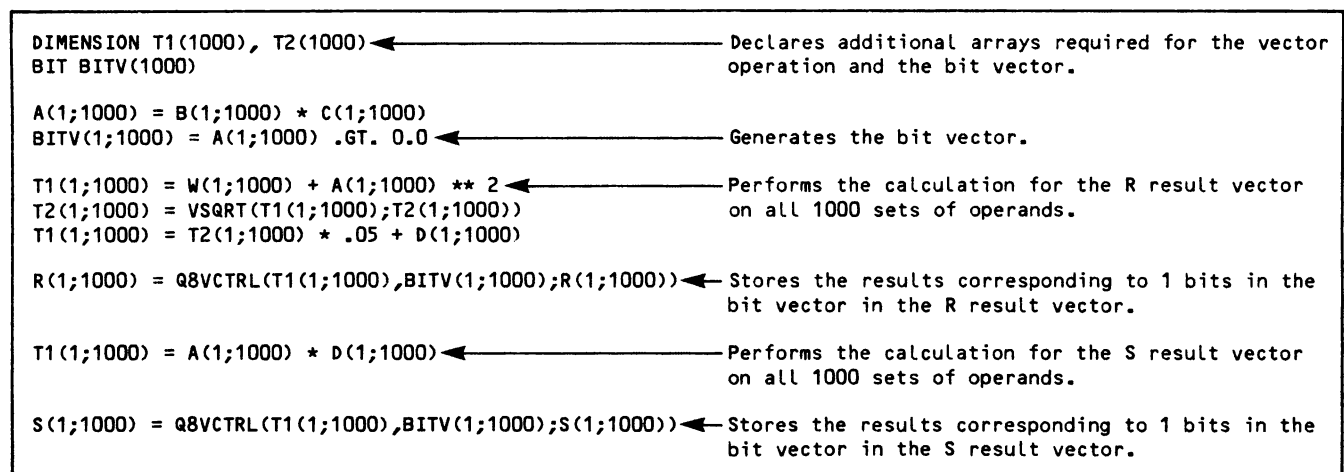 DIMENSION T1(1000), T2(1000) Declares additional arrays required for the vector
BIT BITV(1000) operation and the bit vector.
A(1;1000) = B(1;1000) * C(1;1000)
BITV(1;1000) = A(1;1000) .GT. 0.0 Generates the bit vector.
T1(1;1000) = W(1;1000) + A(1;1000) ** 2 Performs the calculation for the R result vector
T2(1;1000) = VSQRT(T1(1;1000);T2(1;1000)) on all 1000 sets of operands.
T1(1;1000) = T2(1;1000) * .05 + D(1;1000)
R(1;1000) = Q8VCTRL(T1(1;1000),BITV(1;1000);R(1;1000)) Stores the results corresponding to 1 bits in the
bit vector in the R result vector.
T1(1;1000) = A(1;1000) * D(1;1000) Performs the calculation for the S result vector
on all 1000 sets of operands.
S(1;1000) = Q8VCTRL(T1(1;1000),BITV(1;1000);S(1;1000)) Stores the results corresponding to 1 bits in the
bit vector in the S result vector.